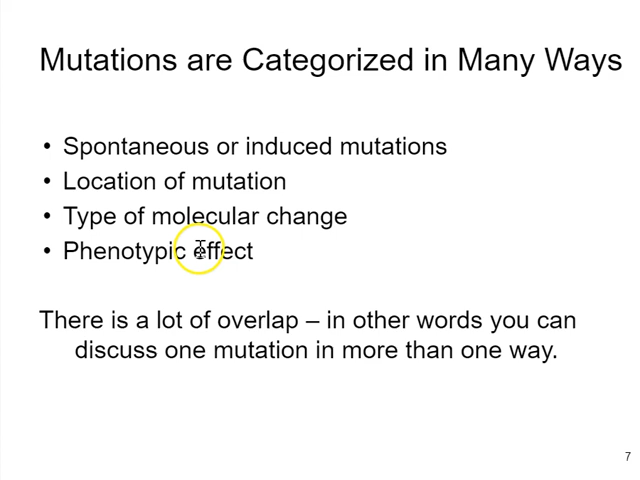 Mutations are Categorized in Many Ways
• Spontaneous or induced mutations
• Location of mutation
• Type of molecular change
• Phenotypic effect
There is a lot of overlap – in other words you can
discuss one mutation in more than one way.
7